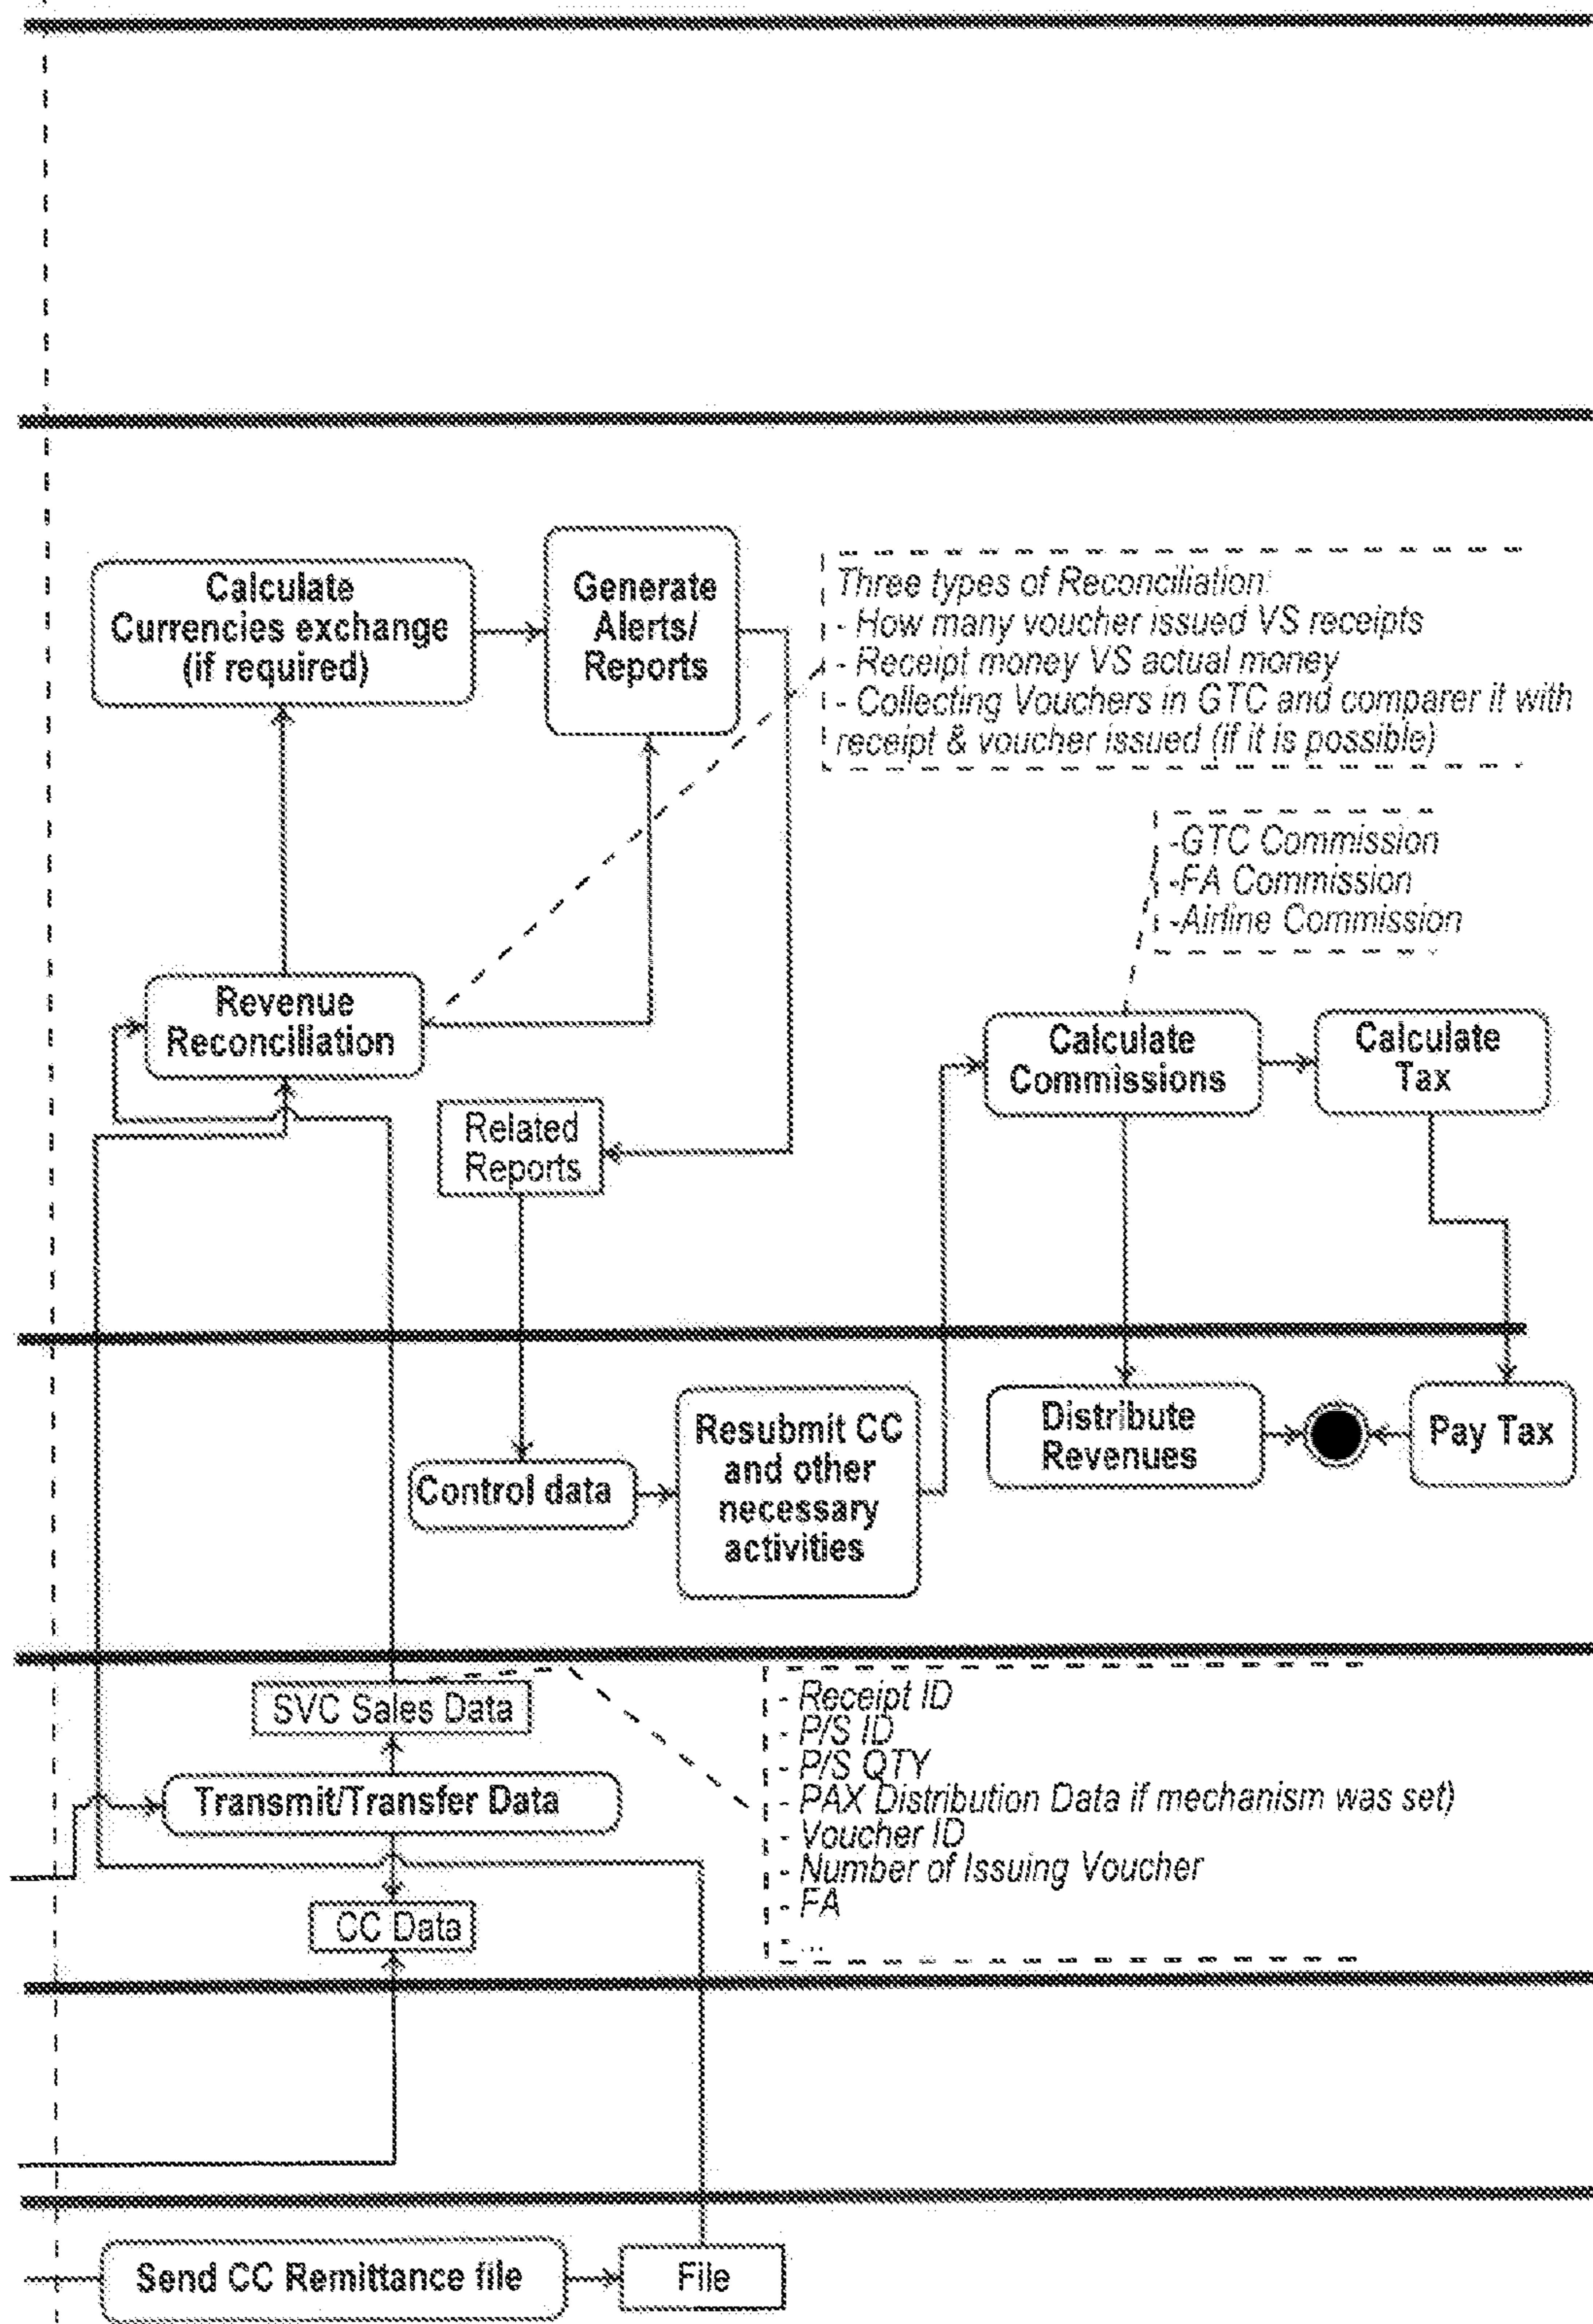 Calculate
Currencies exchange
(if required)
Generate
Alerts/
Reports
Three types of Reconciliation:
- How many voucher issued VS receipts
- Receipt money VS actual money
- Collecting Vouchers in GTC and comparer it with
receipt & voucher issued (if it is possible)
-GTC Commission
-FA Commission
-Airline Commission
Revenue
Reconciliation
Calculate
Commissions
Calculate
Tax
Related
Reports
Distribute
Revenues
Pay Tax
Resubmit CC
and other
necessary
activities
Control data
SVC Sales Data
- Receipt ID
- P/S ID
- P/S QTY
- PAX Distribution Data if mechanism was set)
- Voucher ID
- Number of Issuing Voucher
- FA
- ...
Transmit/Transfer Data
CC Data
Send CC Remittance file
File